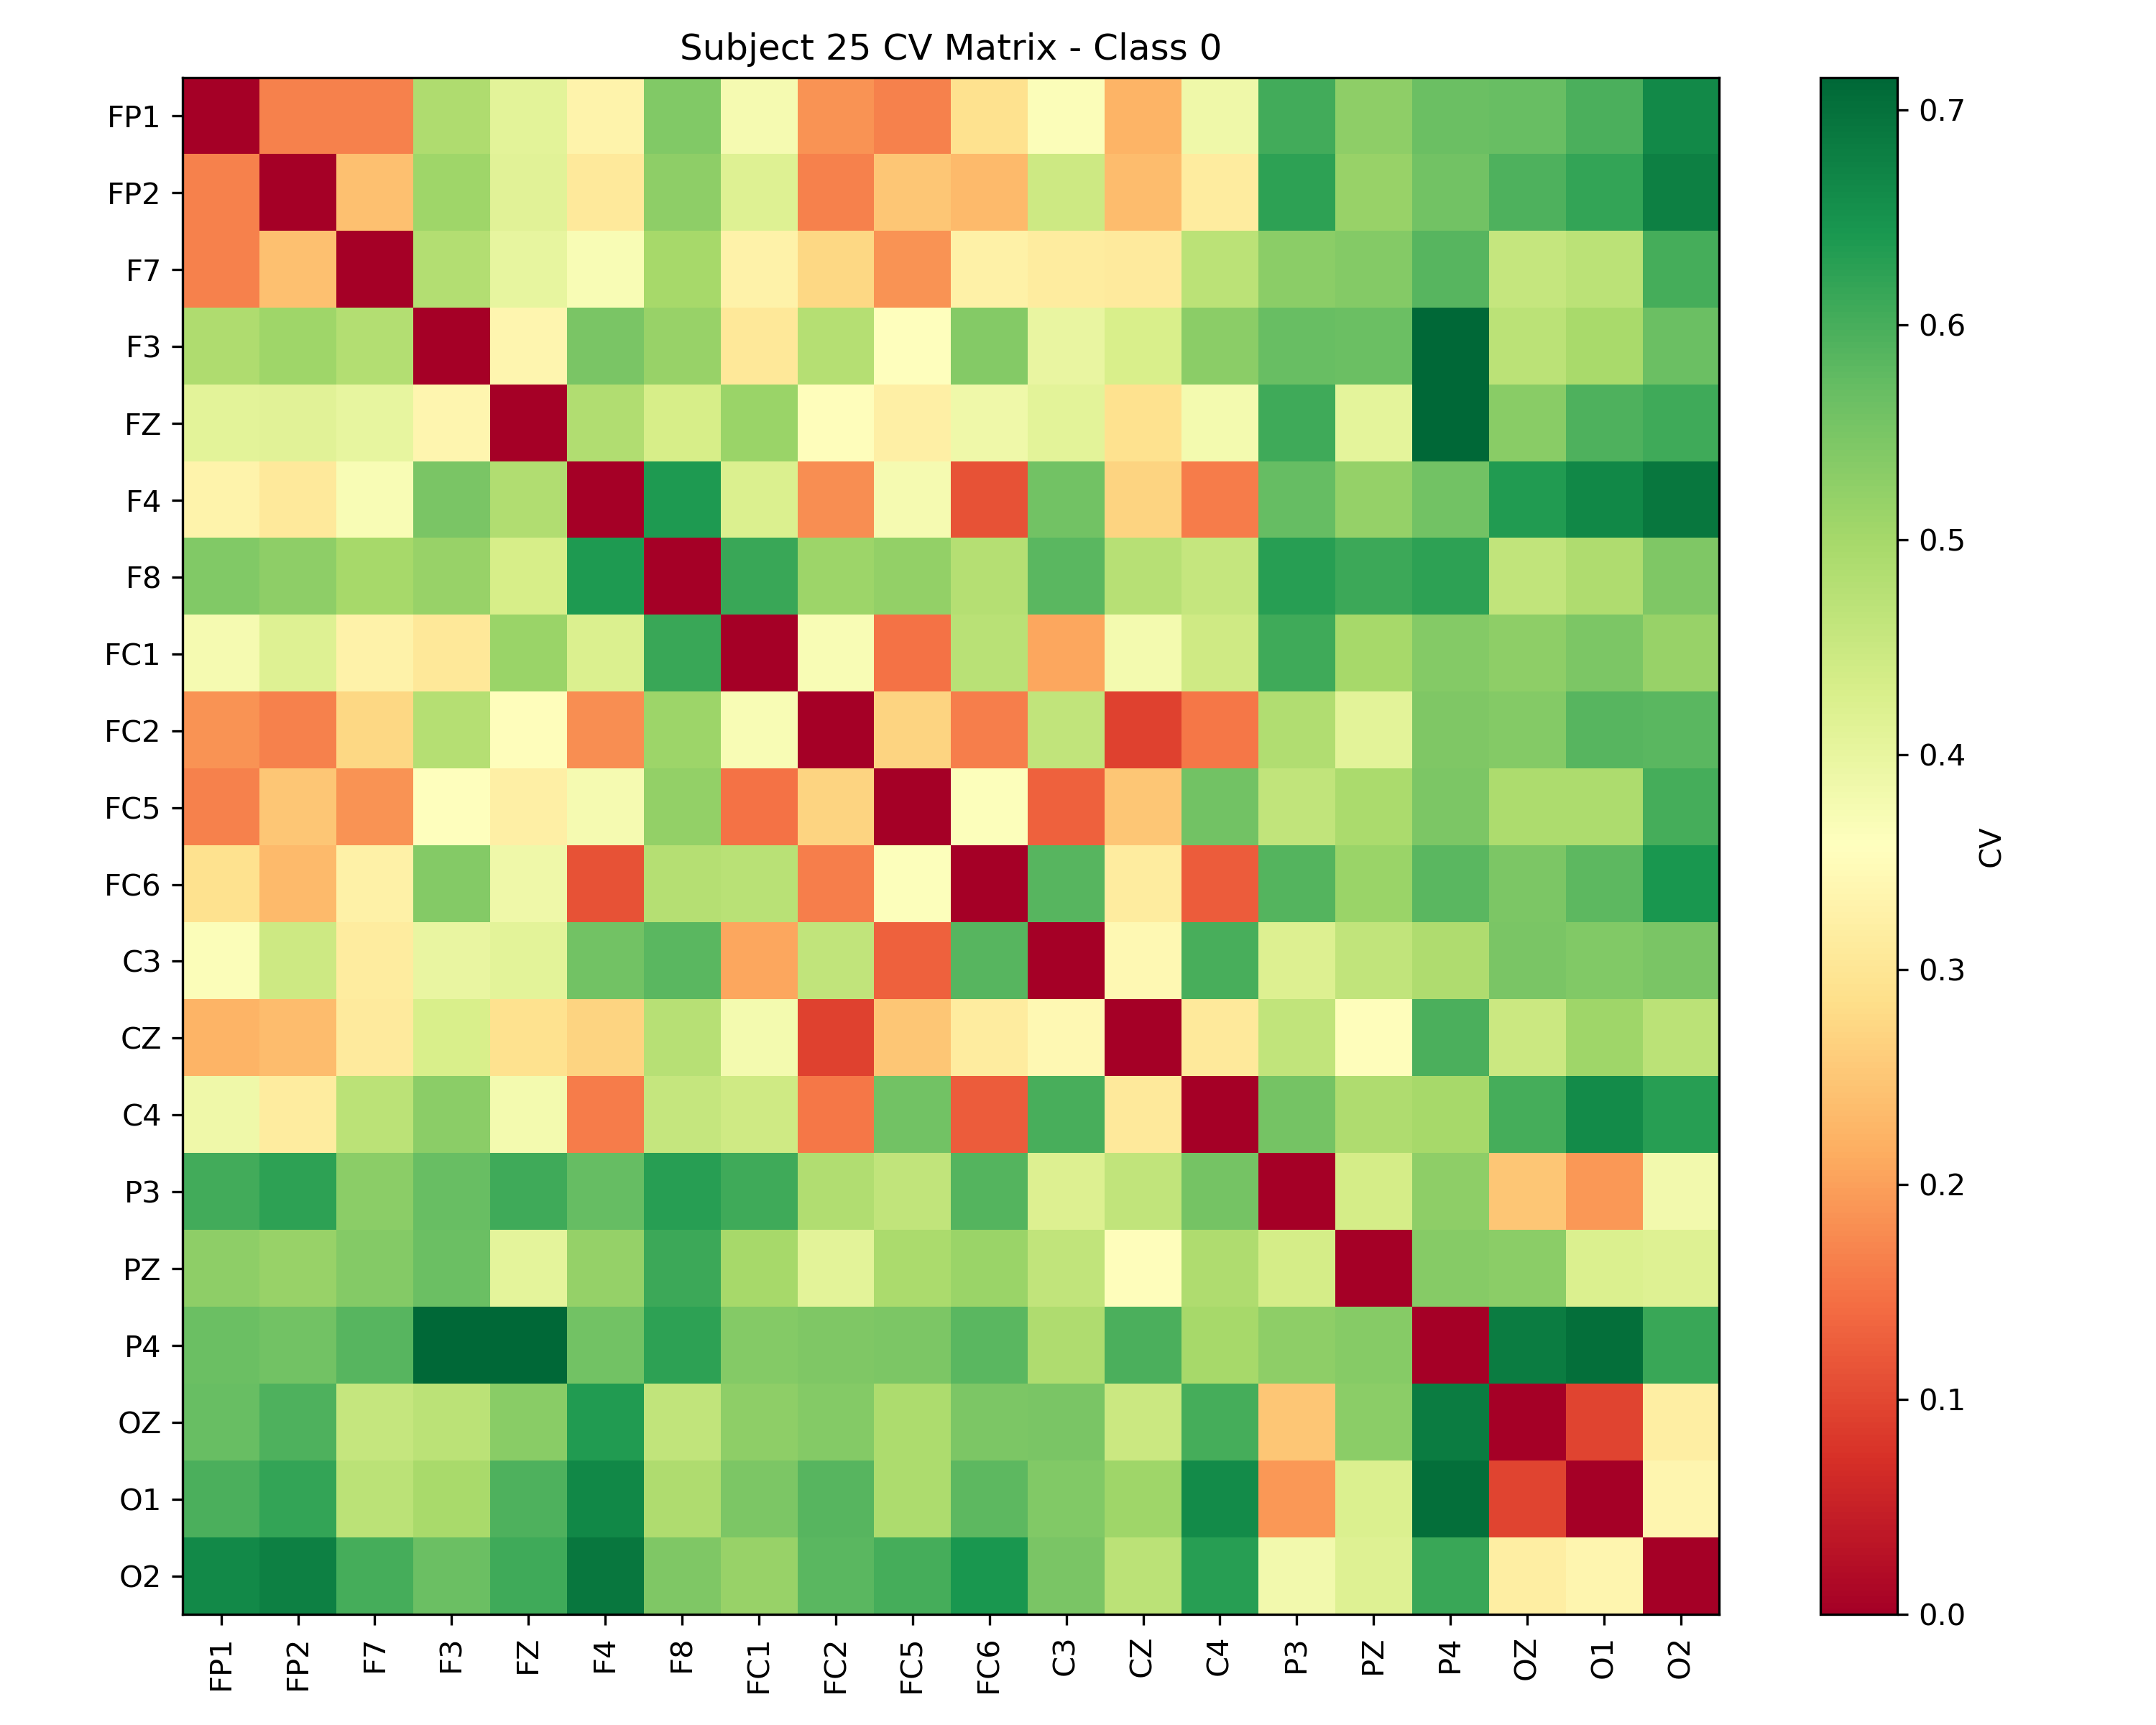 Subject 25 CV Matrix - Class 0
FP1
FP2
F7
F3
FZ
F4
F8
FC1
FC2
FC5
FC6
C3
CZ
C4
P3
PZ
P4
OZ
O1
O2
FP1 FP2 F7 F3 FZ F4 F8 FC1 FC2 FC5 FC6 C3 CZ C4 P3 PZ P4 OZ O1 O2
0.7
0.6
0.5
0.4
0.3
0.2
0.1
0.0
CV